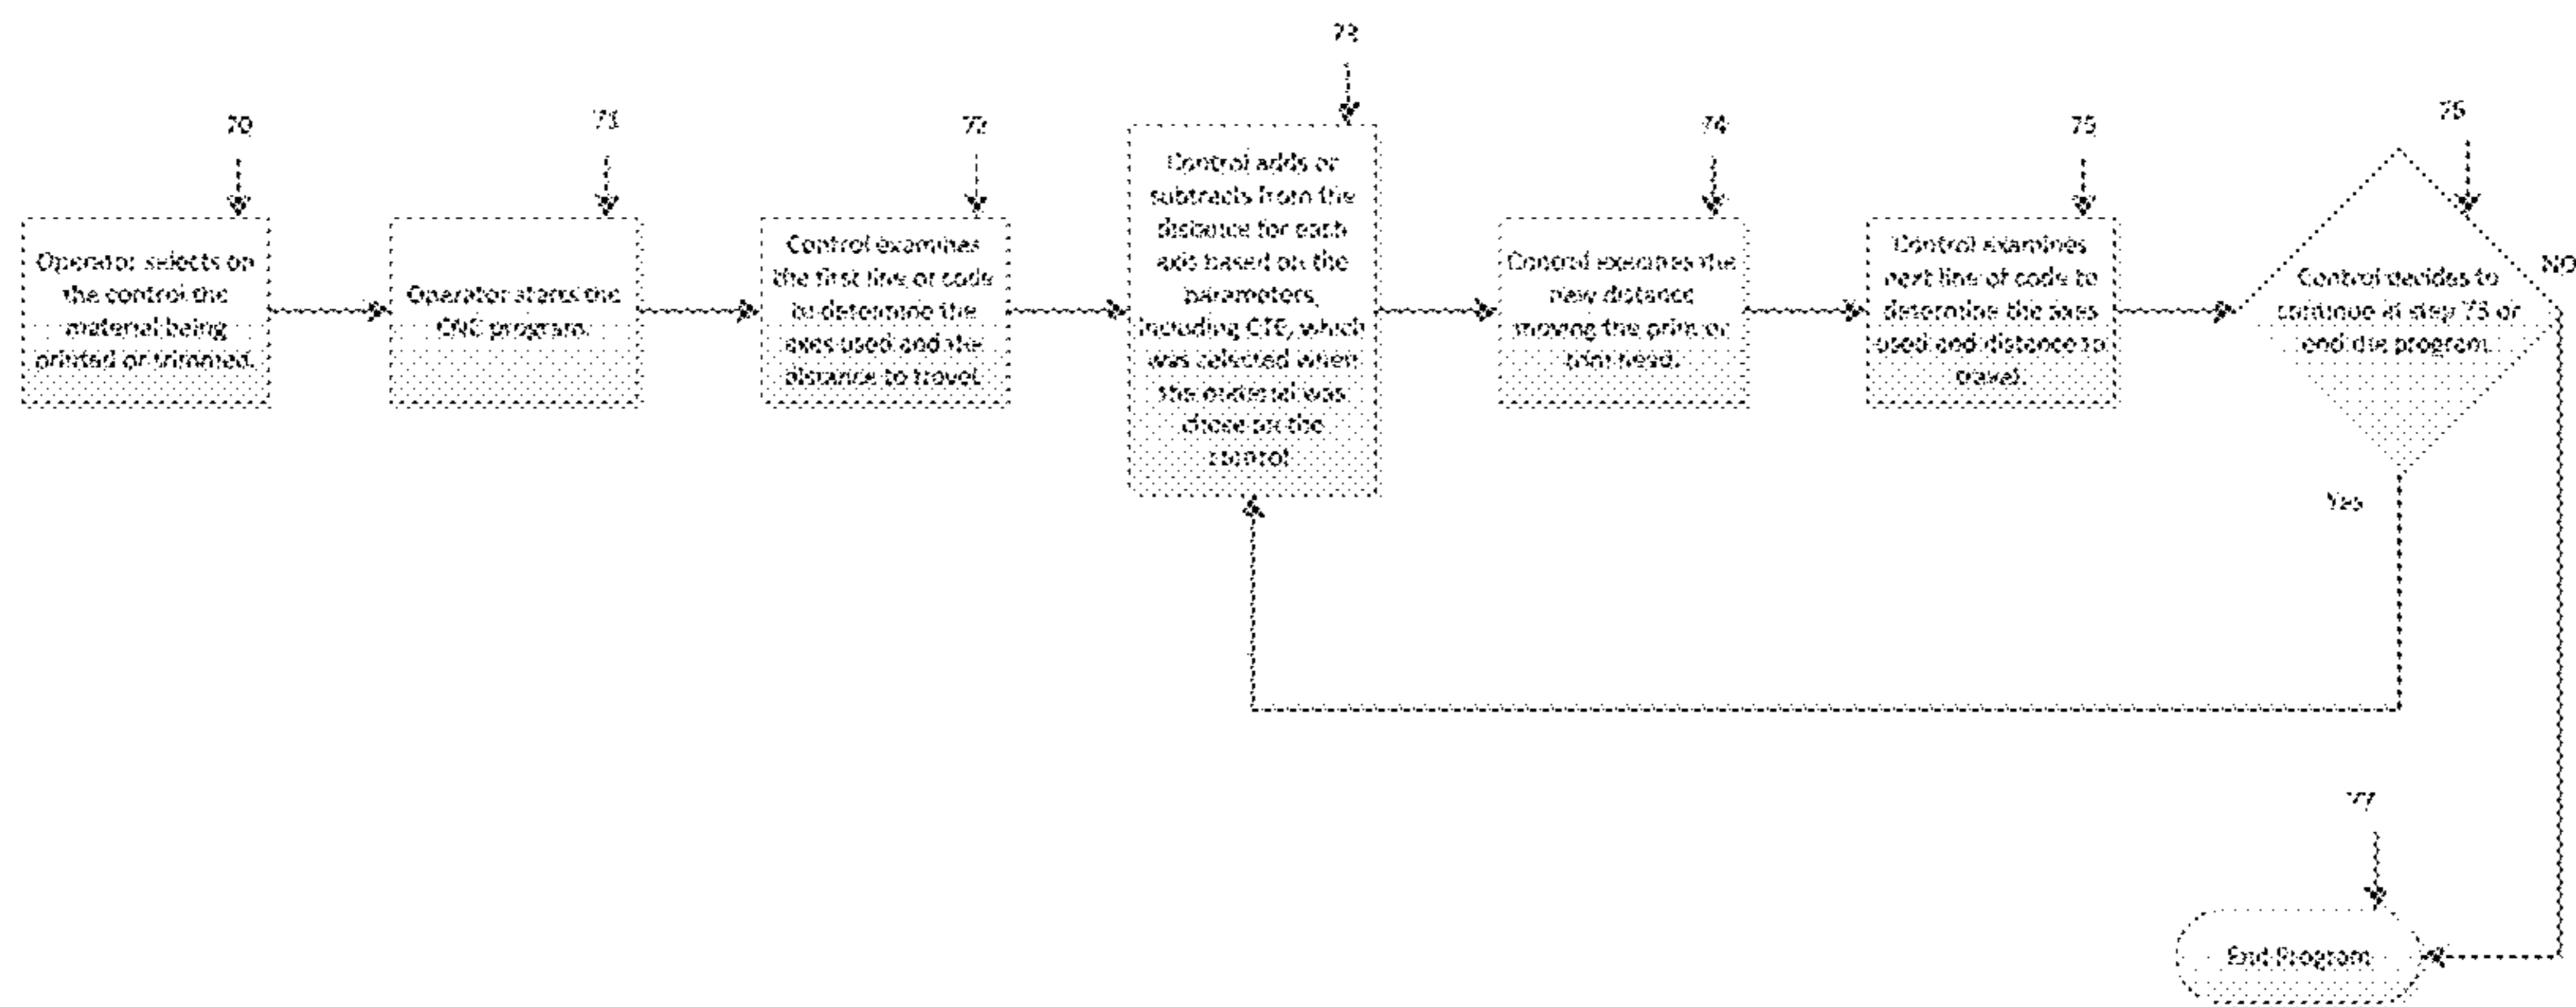 70
Operator selects on
the control the
material being
printed or trimmed.
71
Operator starts the
CNC program.
72
Control examines
the first line of code
to determine the
axes used and the
distance to travel.
73
Control adds or
subtracts from the
distance for each
axis based on the
parameters,
including CTE, which
was selected when
the material was
chose on the
control
74
Control executes the
new distance
moving the print or
trim head.
75
Control examines
next line of code to
determine the axes
used and distance to
travel.
76
Control decides to
continue at step 73 or
end the program.
NO
Yes
77
End Program